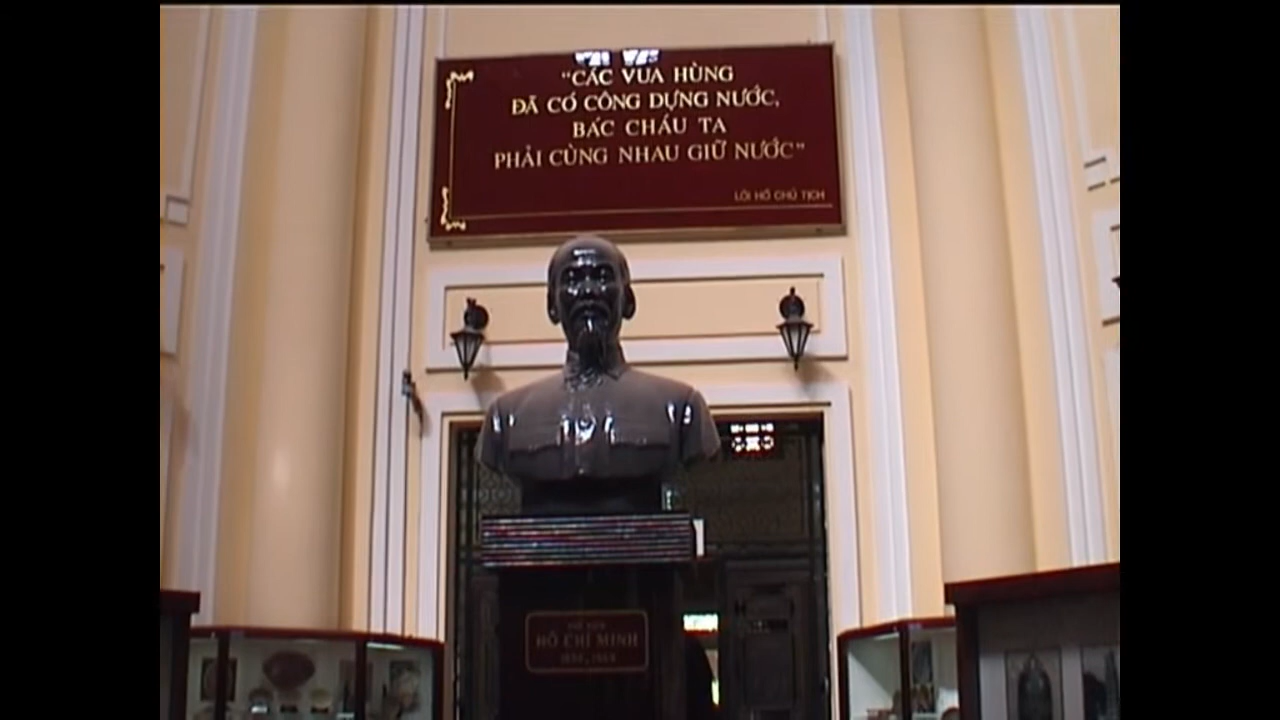 “CÁC VUA HÙNG
ĐÃ CÓ CÔNG DỰNG NƯỚC,
BÁC CHÁU TA
PHẢI CÙNG NHAU GIỮ NƯỚC”
LỜI HỒ CHỦ TỊCH
HỒ CHÍ MINH